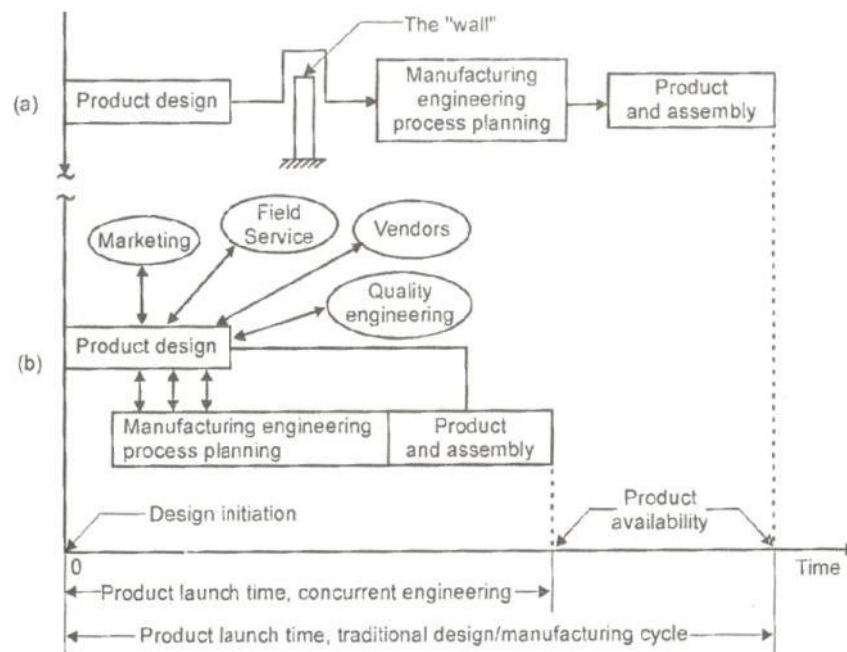 The "wall"
(a)
Product design
Manufacturing
engineering
process planning
Product
and assembly
Marketing
Field
Service
Vendors
Quality
engineering
(b)
Product design
Manufacturing engineering
process planning
Product
and assembly
Design initiation
Product
availability
0
Time
Product launch time, concurrent engineering
Product launch time, traditional design/manufacturing cycle